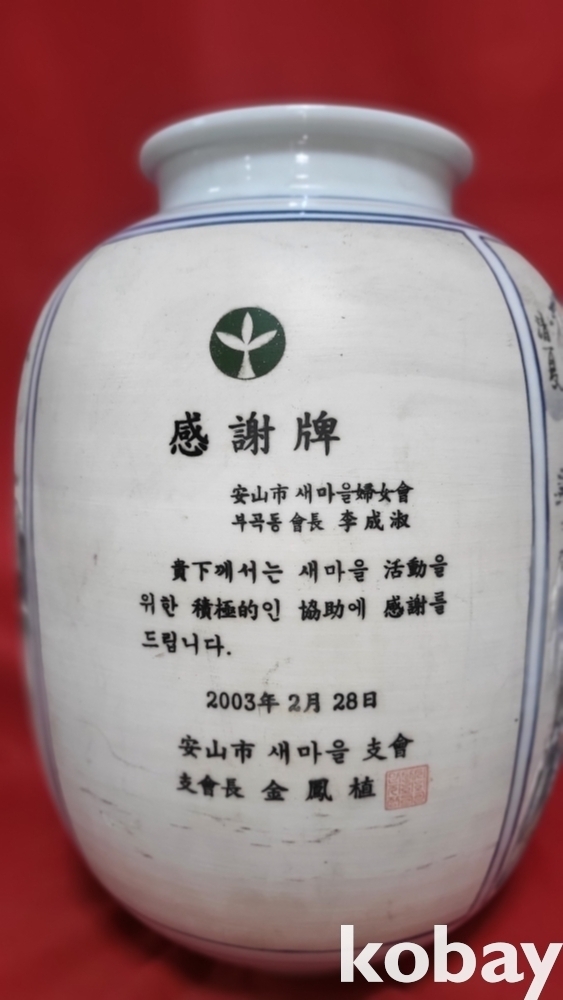 感謝牌
安山市 새마을婦女會
부곡동 會長 李成淑
貴下께서는 새마을 活動을
위한 積極的인 協助에 感謝를
드립니다.
2003年 2月 28日
安山市 새마을 支會
支會長 金鳳植
kobay